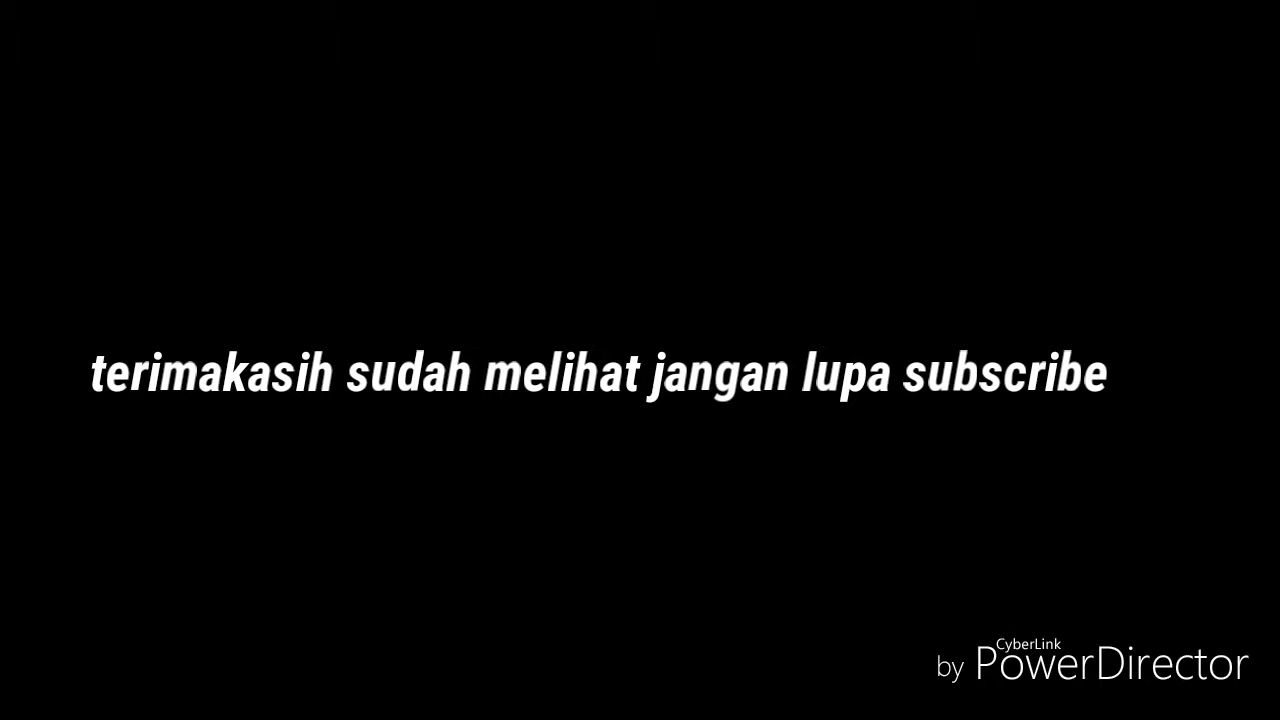 terimakasih sudah melihat jangan lupa subscribe
CyberLink
by PowerDirector